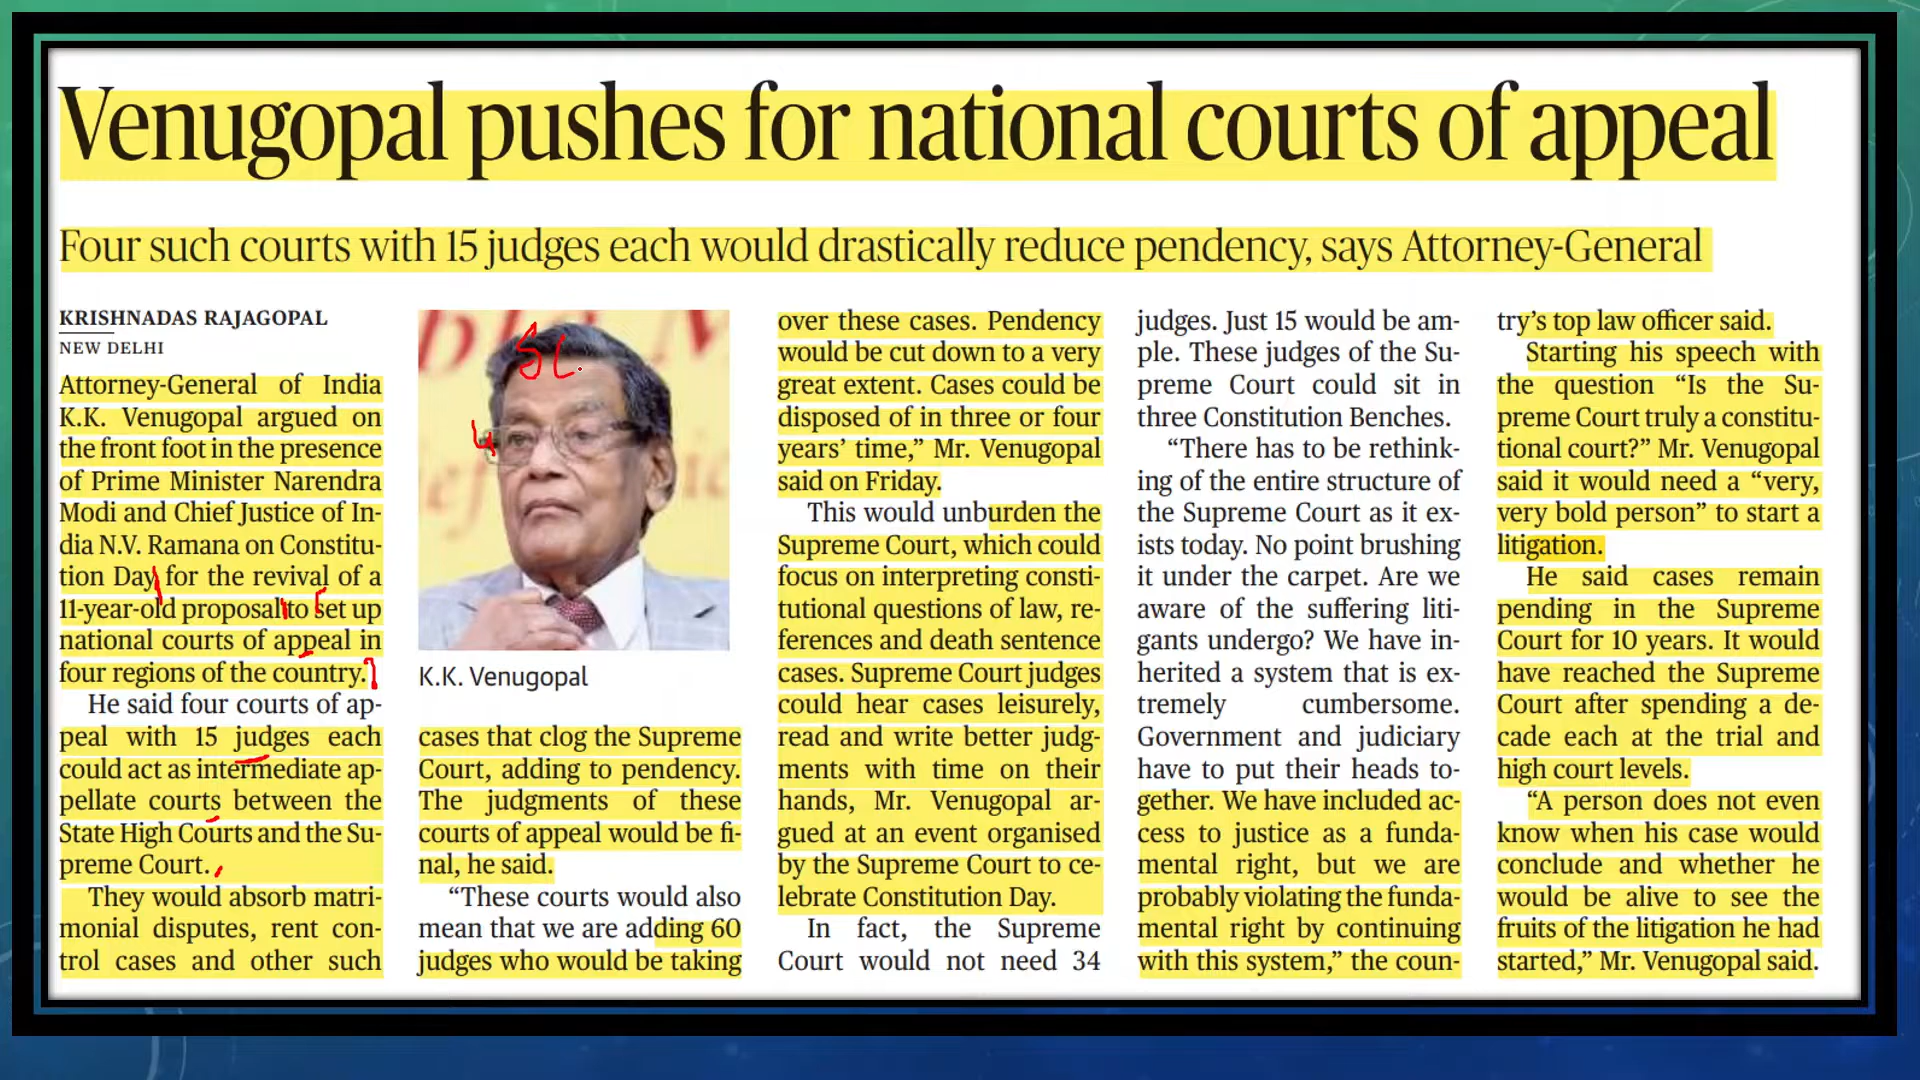 Venugopal pushes for national courts of appeal
Four such courts with 15 judges each would drastically reduce pendency, says Attorney-General
KRISHNADAS RAJAGOPAL
NEW DELHI
Attorney-General of India
K.K. Venugopal argued on
the front foot in the presence
of Prime Minister Narendra
Modi and Chief Justice of In-
dia N.V. Ramana on Constitu-
tion Day for the revival of a
11-year-old proposal to set up
national courts of appeal in
four regions of the country.
He said four courts of ap-
peal with 15 judges each
could act as intermediate ap-
pellate courts between the
State High Courts and the Su-
preme Court.
They would absorb matri-
monial disputes, rent con-
trol cases and other such
SC
4
K.K. Venugopal
cases that clog the Supreme
Court, adding to pendency.
The judgments of these
courts of appeal would be fi-
nal, he said.
“These courts would also
mean that we are adding 60
judges who would be taking
over these cases. Pendency
would be cut down to a very
great extent. Cases could be
disposed of in three or four
years’ time,” Mr. Venugopal
said on Friday.
This would unburden the
Supreme Court, which could
focus on interpreting consti-
tutional questions of law, re-
ferences and death sentence
cases. Supreme Court judges
could hear cases leisurely,
read and write better judg-
ments with time on their
hands, Mr. Venugopal ar-
gued at an event organised
by the Supreme Court to ce-
lebrate Constitution Day.
In fact, the Supreme
Court would not need 34
judges. Just 15 would be am-
ple. These judges of the Su-
preme Court could sit in
three Constitution Benches.
“There has to be rethink-
ing of the entire structure of
the Supreme Court as it ex-
ists today. No point brushing
it under the carpet. Are we
aware of the suffering liti-
gants undergo? We have in-
herited a system that is ex-
tremely cumbersome.
Government and judiciary
have to put their heads to-
gether. We have included ac-
cess to justice as a funda-
mental right, but we are
probably violating the funda-
mental right by continuing
with this system,” the coun-
try’s top law officer said.
Starting his speech with
the question “Is the Su-
preme Court truly a constitu-
tional court?” Mr. Venugopal
said it would need a “very,
very bold person” to start a
litigation.
He said cases remain
pending in the Supreme
Court for 10 years. It would
have reached the Supreme
Court after spending a de-
cade each at the trial and
high court levels.
“A person does not even
know when his case would
conclude and whether he
would be alive to see the
fruits of the litigation he had
started,” Mr. Venugopal said.